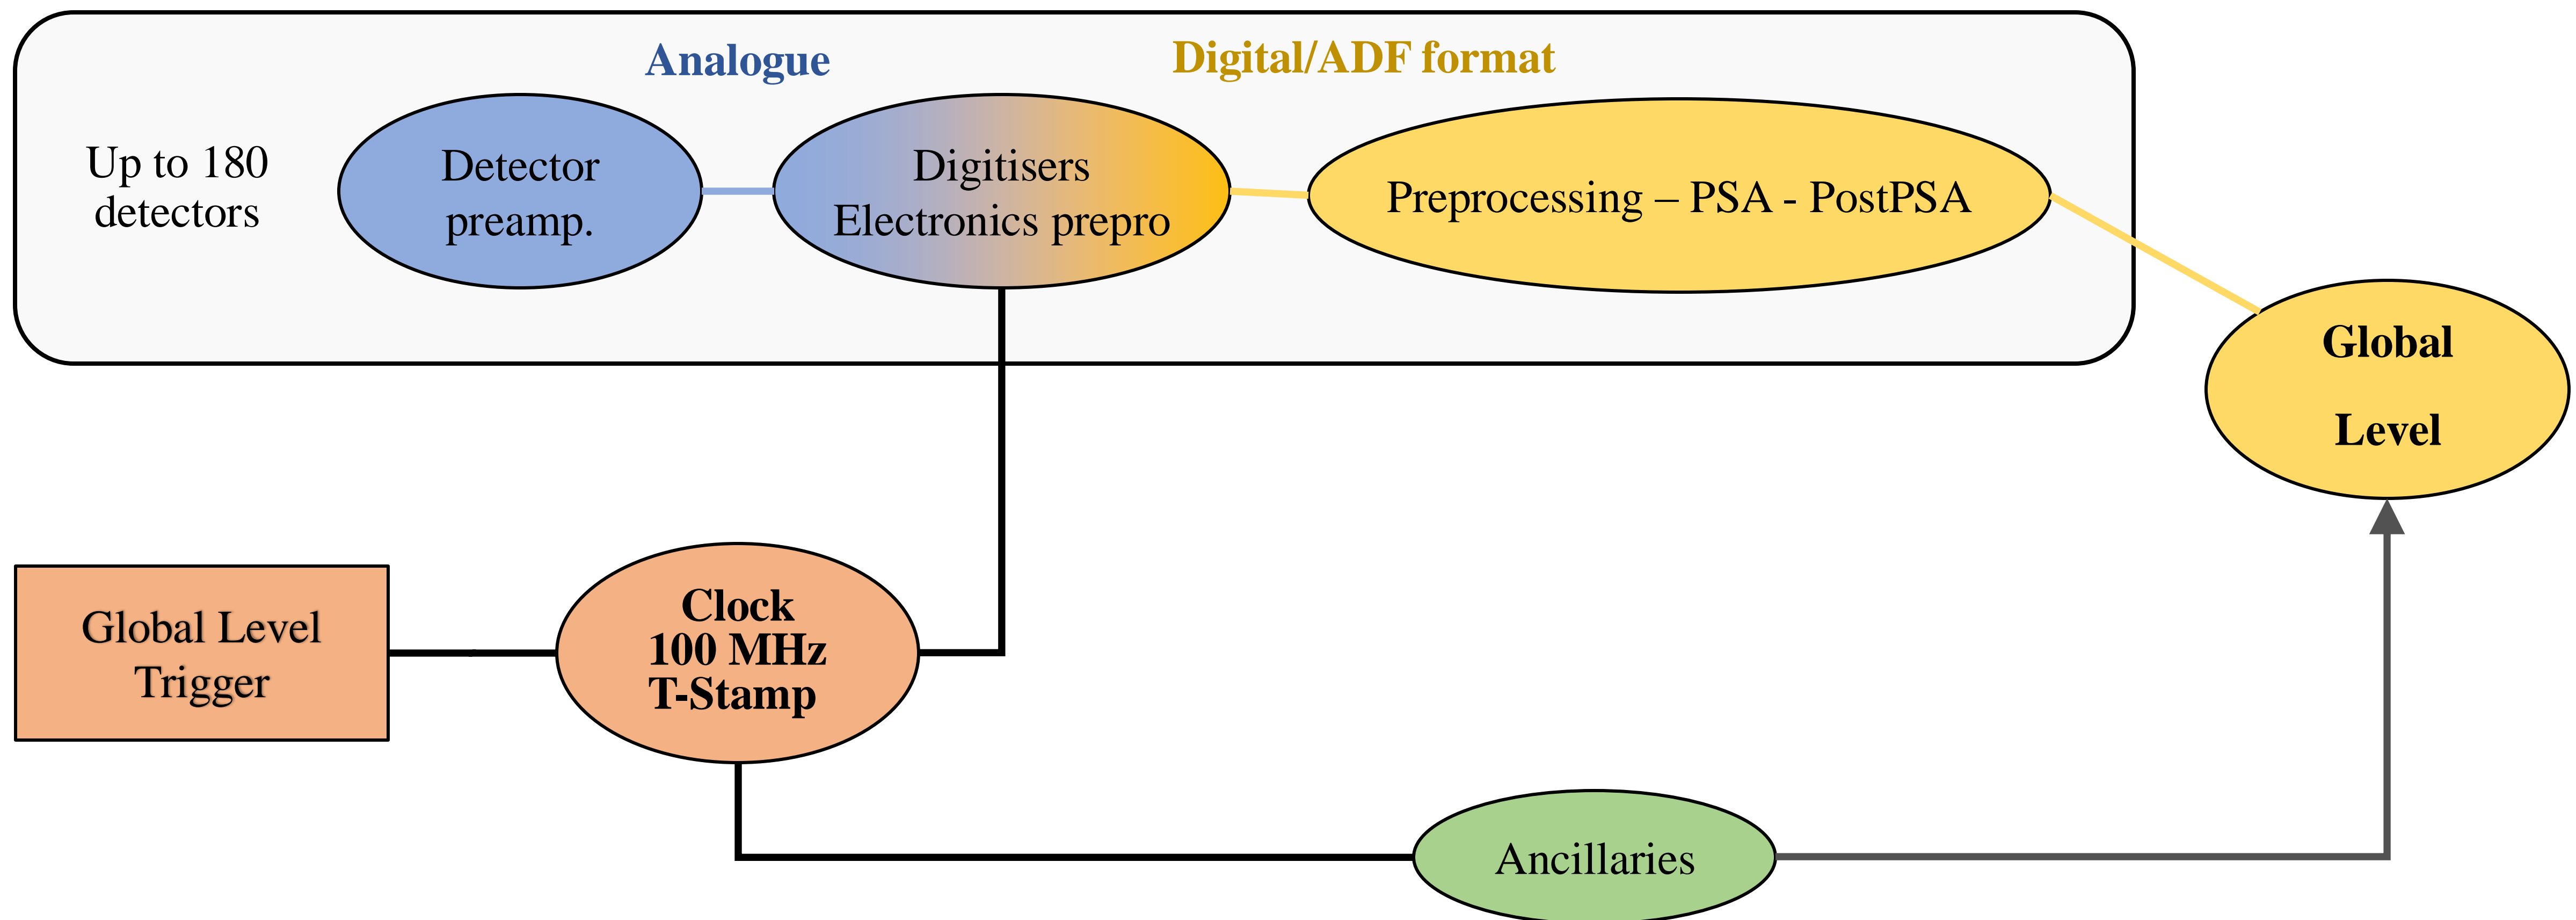 Analogue
Digital/ADF format
Up to 180
detectors
Detector
preamp.
Digitisers
Electronics prepro
Preprocessing – PSA - PostPSA
Global
Level
Global Level
Trigger
Clock
100 MHz
T-Stamp
Ancillaries